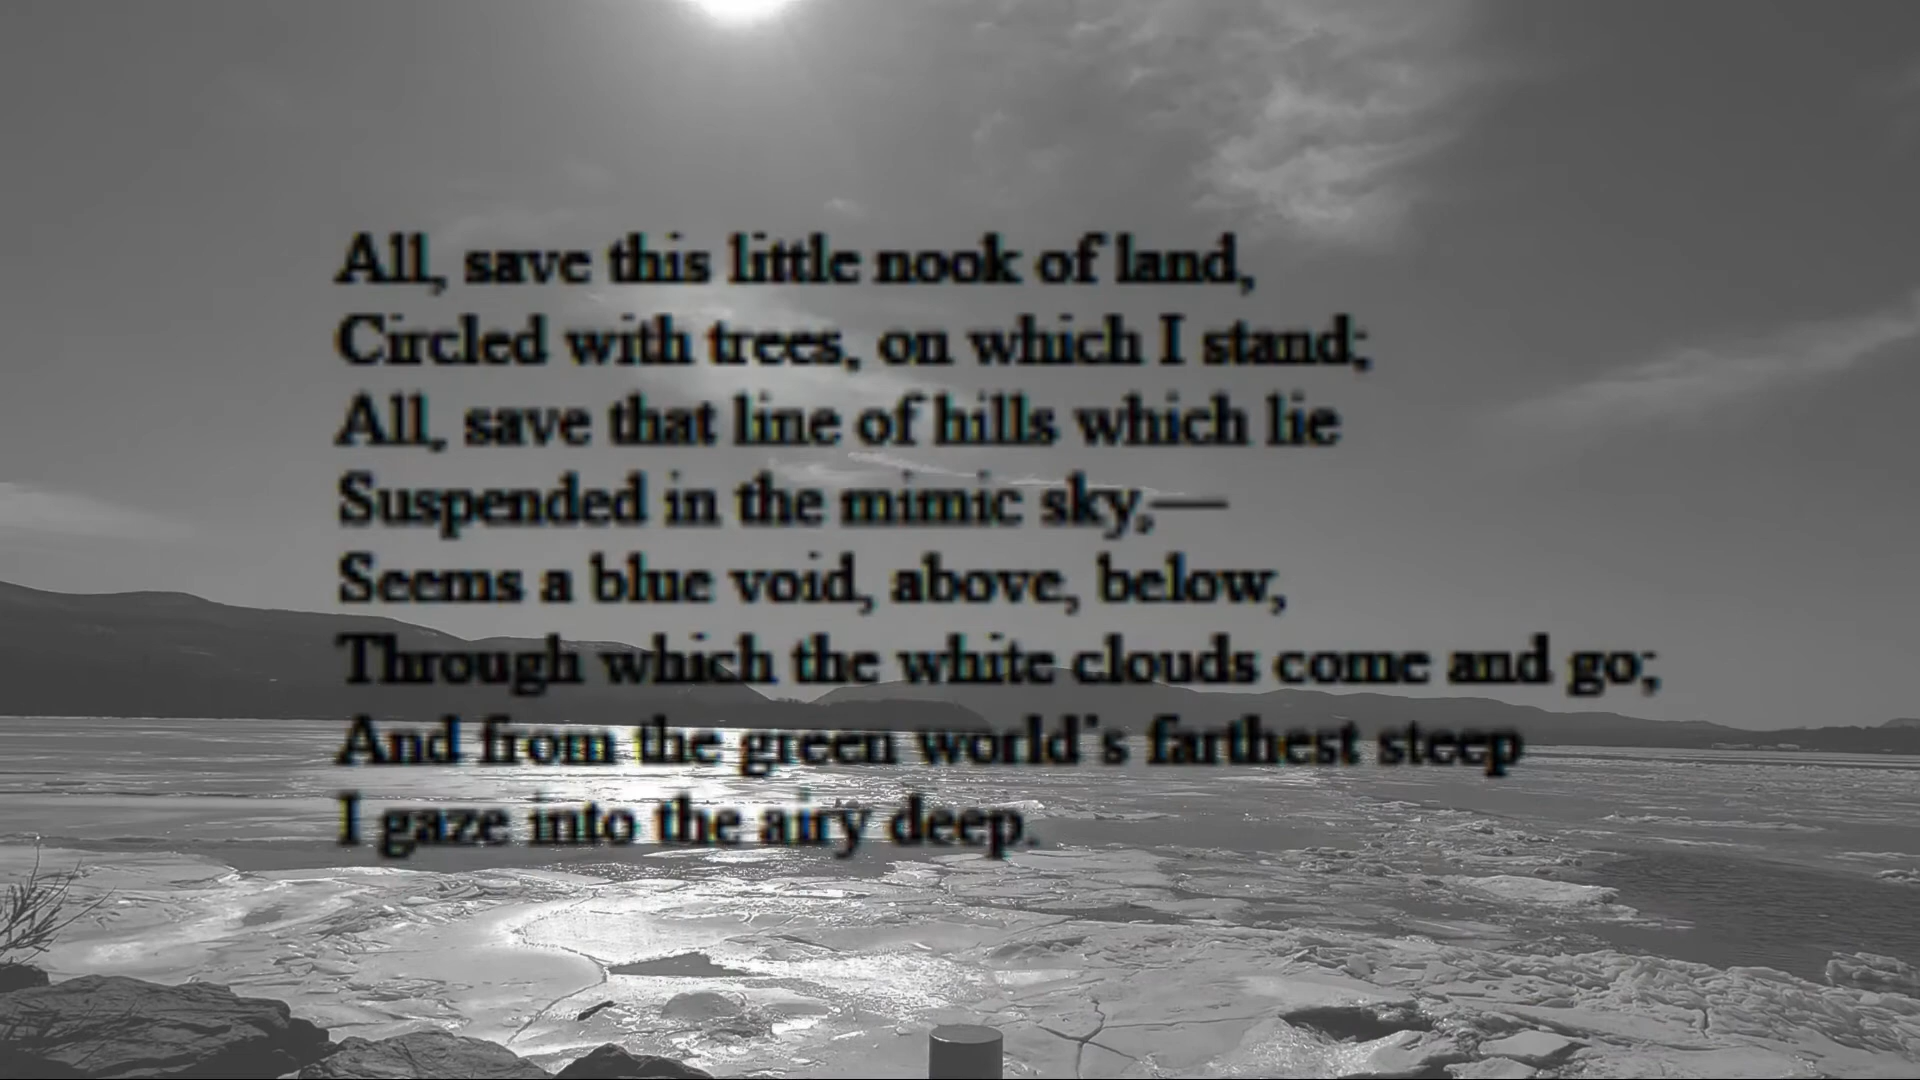 All, save this little nook of land,
Circled with trees, on which I stand;
All, save that line of hills which lie
Suspended in the mimic sky,—
Seems a blue void, above, below,
Through which the white clouds come and go;
And from the green world's farthest steep
I gaze into the airy deep.